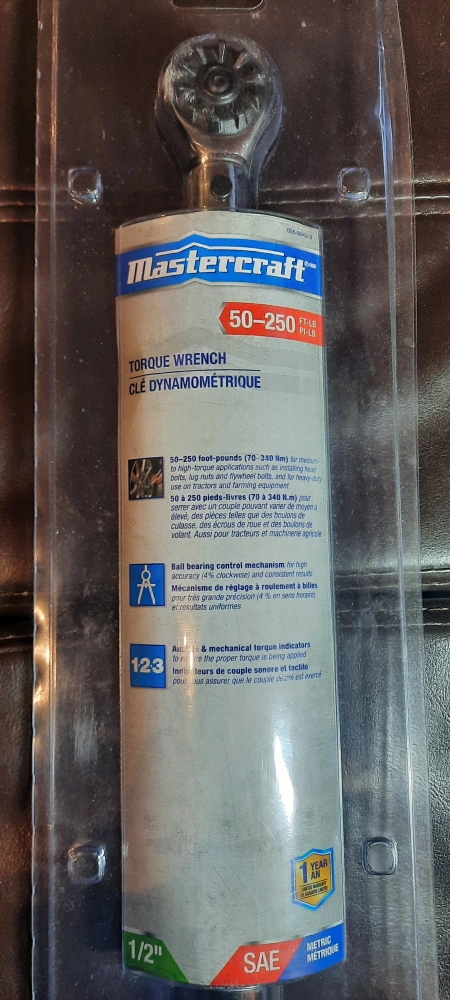 Mastercraft
50–250 FT-LB
PI-LB
TORQUE WRENCH
CLÉ DYNAMOMÉTRIQUE
50–250 foot-pounds (70–340 Nm) for medium
to high-torque applications such as installing head
bolts, lug nuts and flywheel bolts, and for heavy-duty
use on tractors and farming equipment
50 à 250 pieds-livres (70 à 340 N.m) pour
serrer avec un couple pouvant varier de moyen à
élevé, des pièces telles que des boulons de
culasse, des écrous de roue et des boulons de
volant. Aussi pour tracteurs et machinerie agricole
Ball bearing control mechanism for high
accuracy (4% clockwise) and consistent results
Mécanisme de réglage à roulement à billes
pour très grande précision (4 % en sens horaire)
et résultats uniformes
123
& mechanical torque indicators
the proper torque is being applied
de couple sonore et tactile
assurer que le couple désiré est exercé
1 YEAR
AN
1/2"
SAE
METRIC
MÉTRIQUE